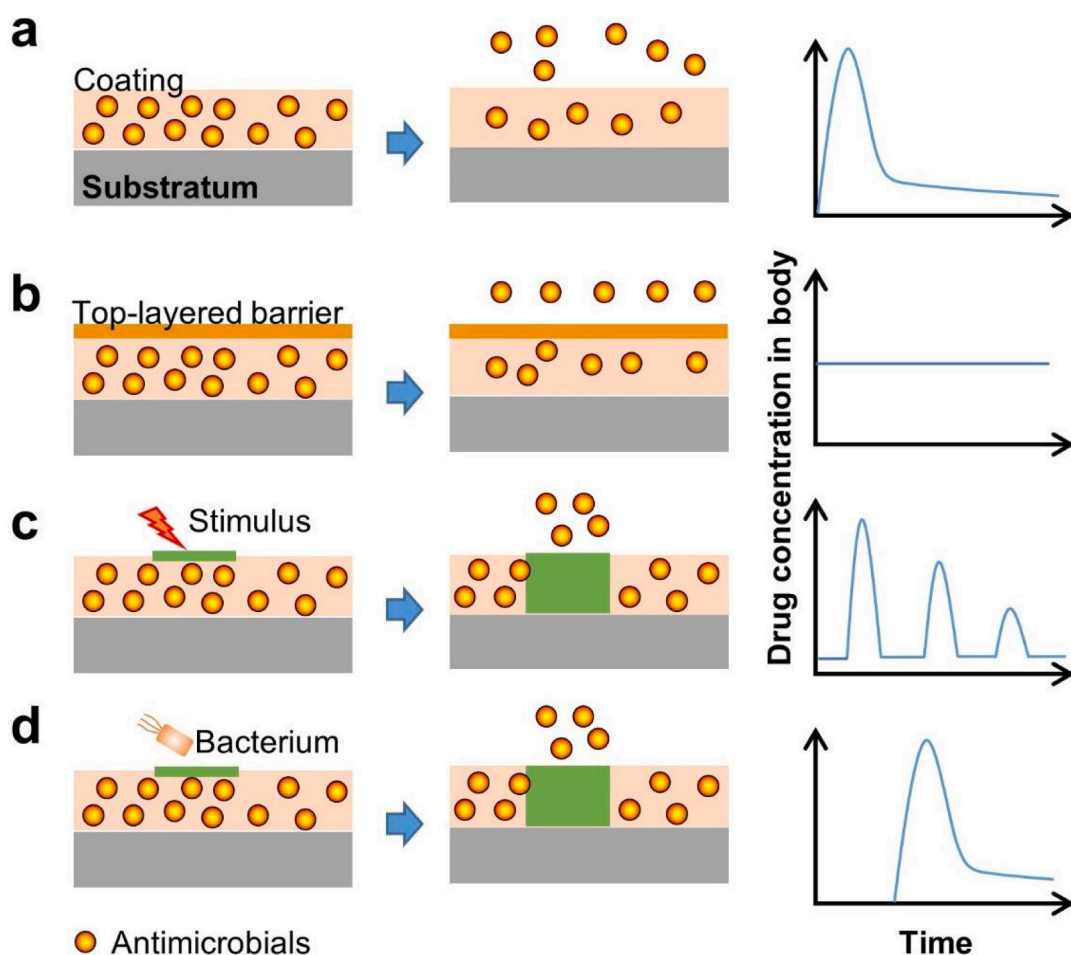 a
Coating
Substratum
b
Top-layered barrier
c
Stimulus
d
Bacterium
Antimicrobials
Drug concentration in body
Time